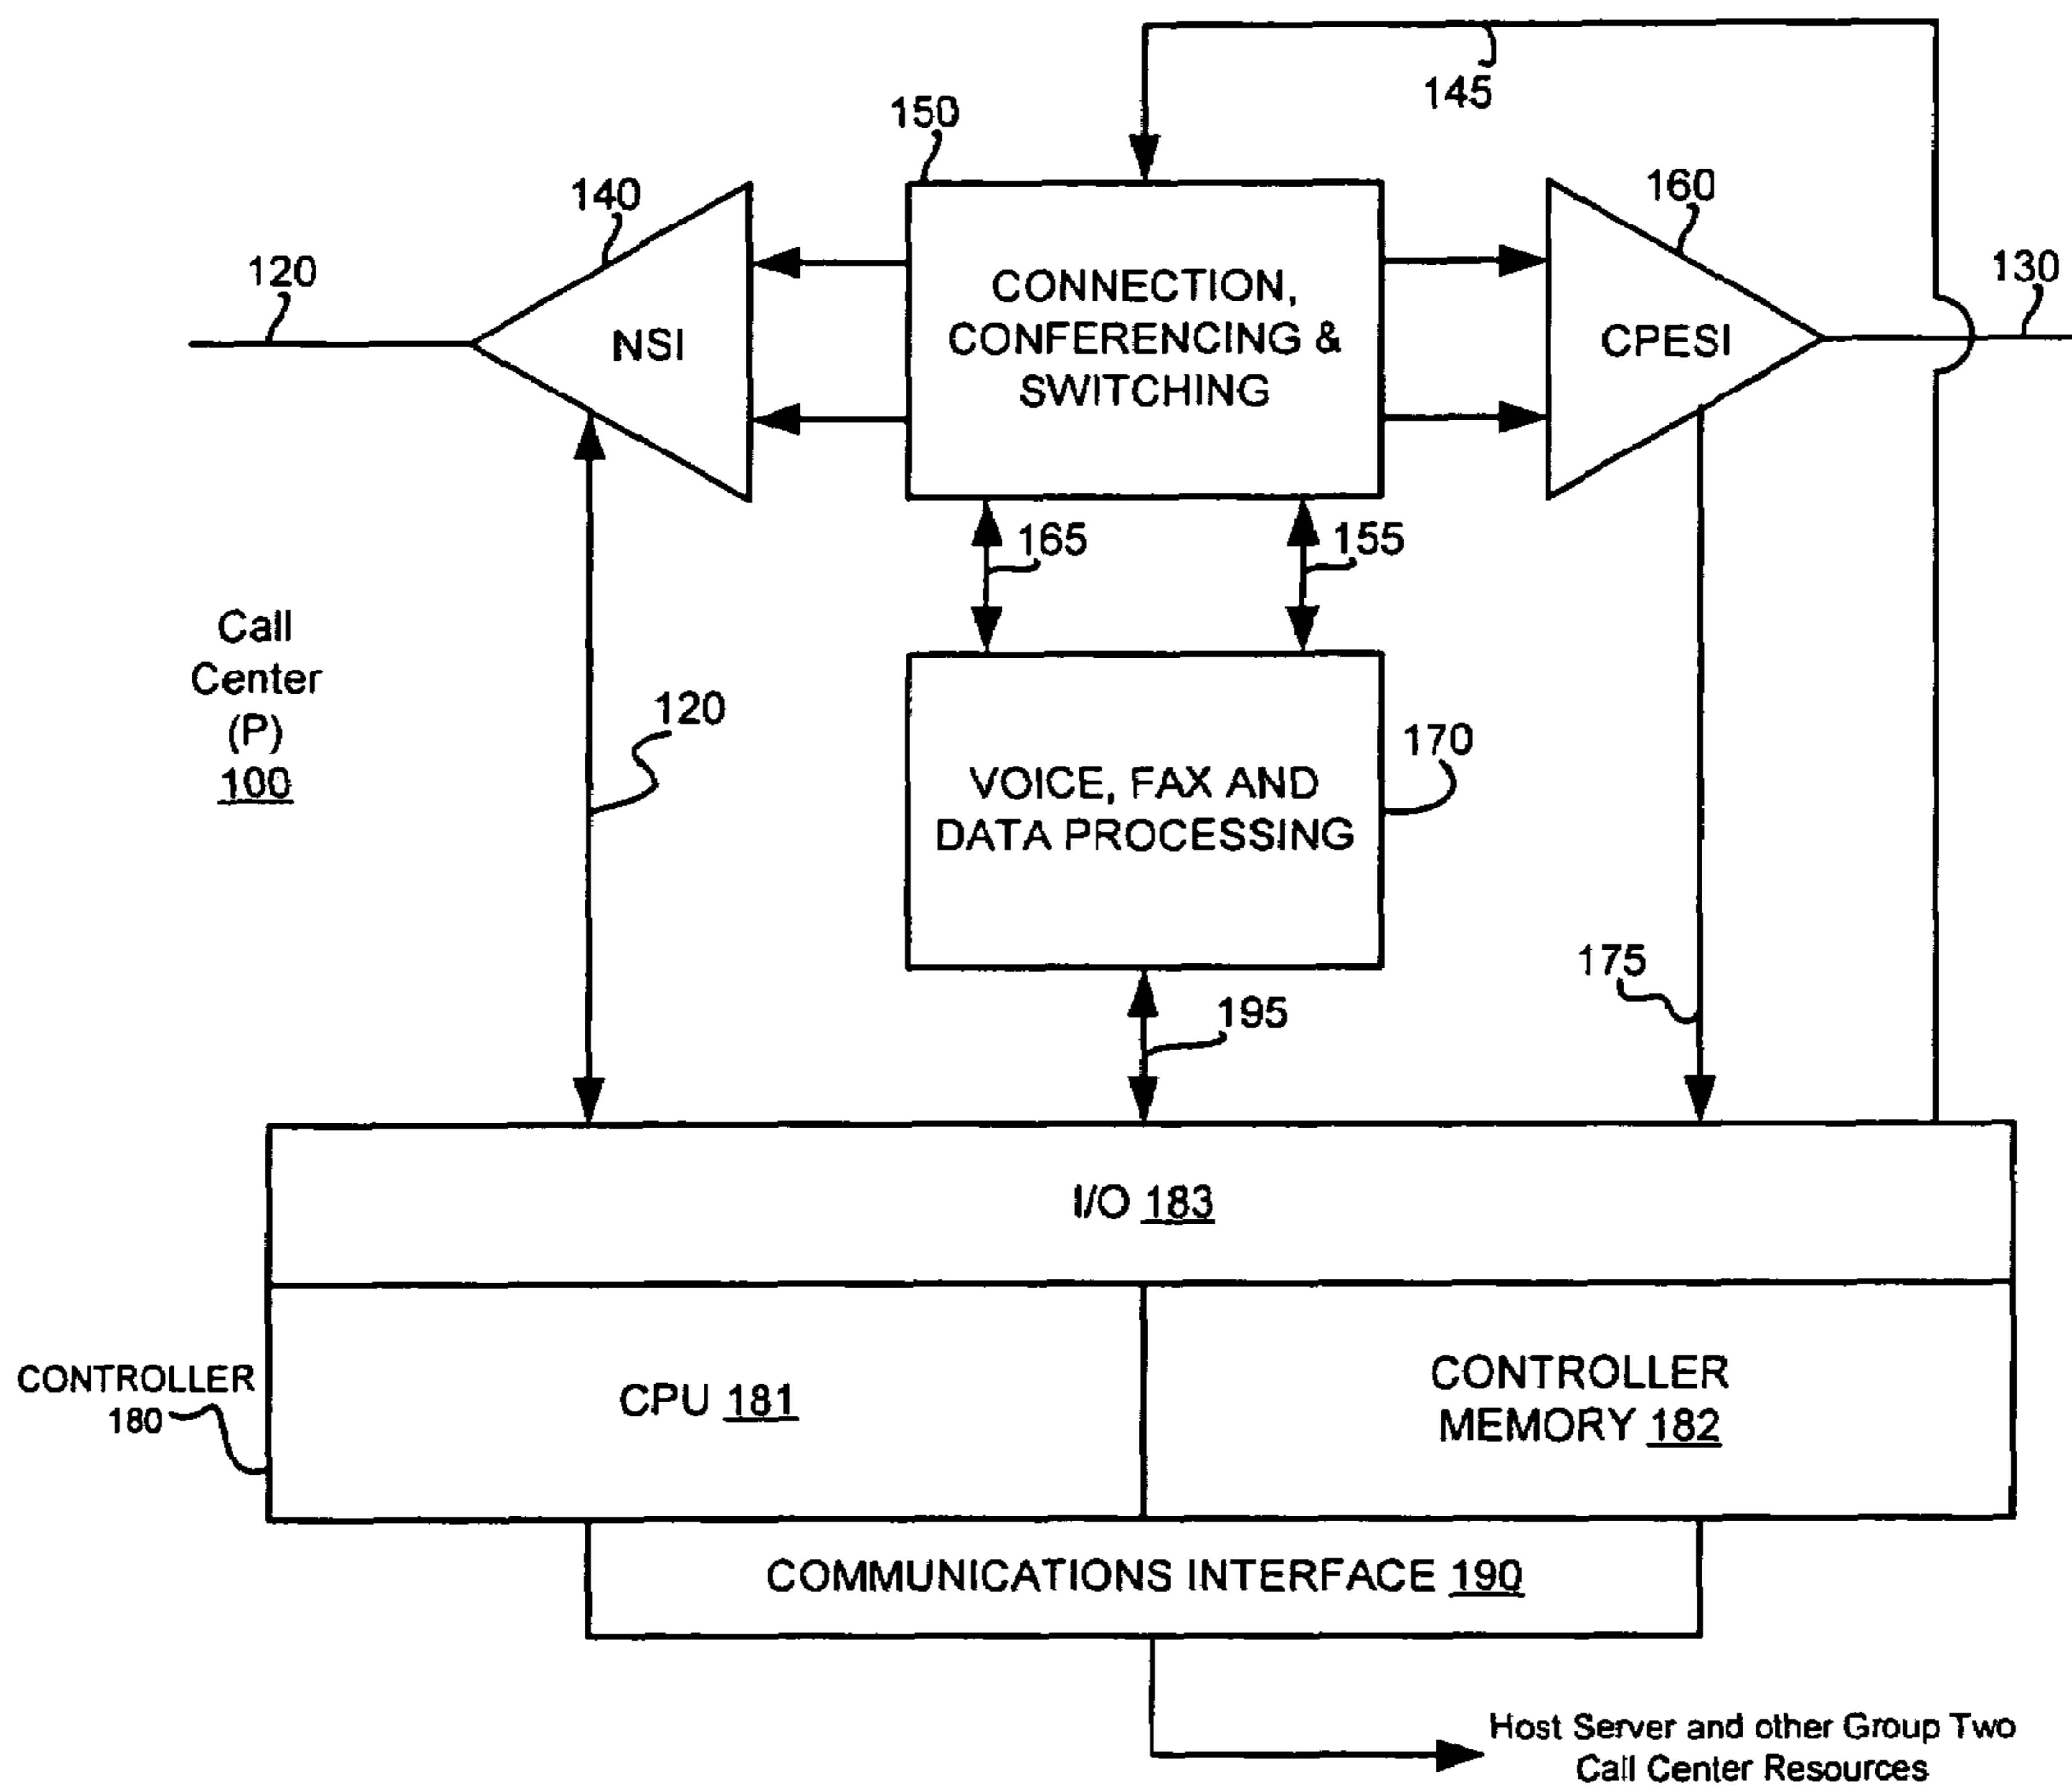 145
150
160
140
120
130
CONNECTION,
CONFERENCING &
SWITCHING
NSI
CPESI
165
155
Call
Center
(P)
100
120
170
VOICE, FAX AND
DATA PROCESSING
175
195
I/O 183
CONTROLLER
180
CPU 181
CONTROLLER
MEMORY 182
COMMUNICATIONS INTERFACE 190
Host Server and other Group Two
Call Center Resources